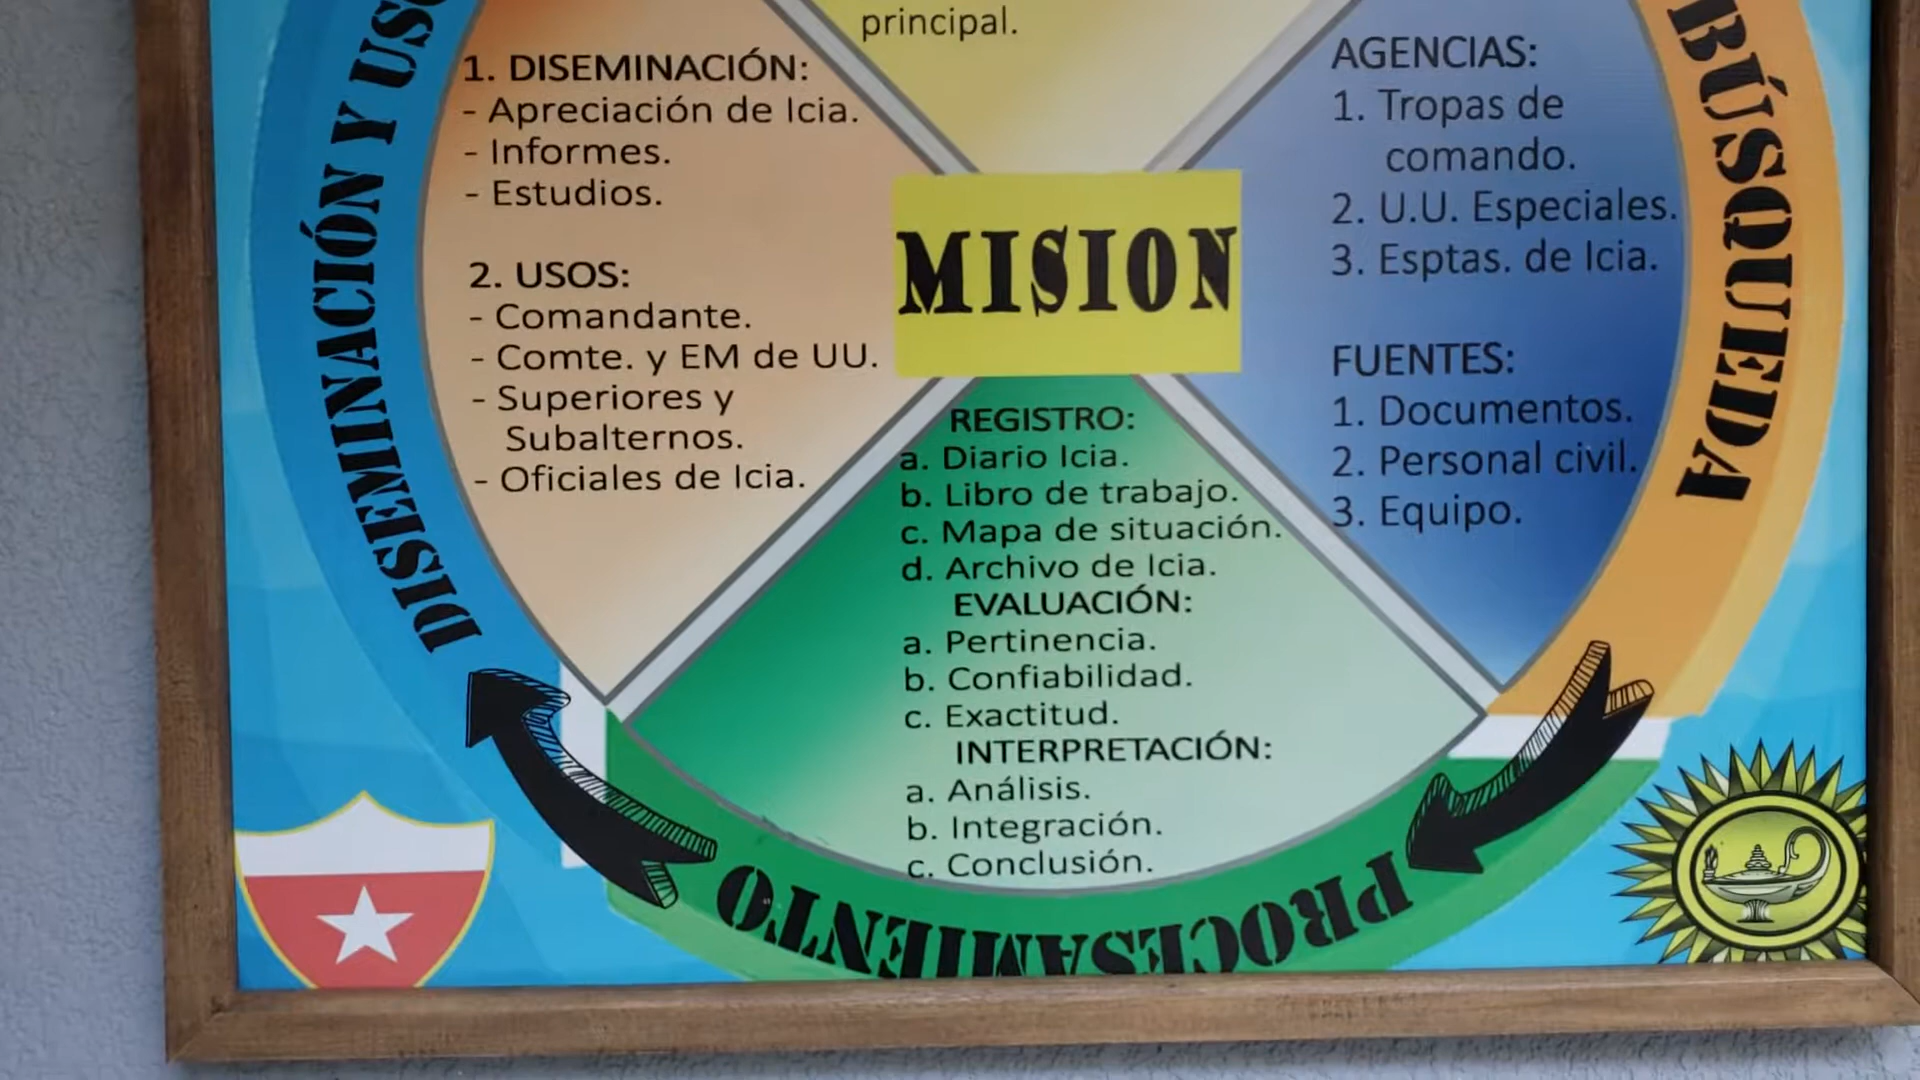 principal.
DISEMINACIÓN Y USO
1. DISEMINACIÓN:
- Apreciación de Icia.
- Informes.
- Estudios.
2. USOS:
- Comandante.
- Comte. y EM de UU.
- Superiores y
Subalternos.
- Oficiales de Icia.
MISION
AGENCIAS:
1. Tropas de
comando.
2. U.U. Especiales.
3. Esptas. de Icia.
FUENTES:
1. Documentos.
2. Personal civil.
3. Equipo.
BÚSQUEDA
REGISTRO:
a. Diario Icia.
b. Libro de trabajo.
c. Mapa de situación.
d. Archivo de Icia.
EVALUACIÓN:
a. Pertinencia.
b. Confiabilidad.
c. Exactitud.
INTERPRETACIÓN:
a. Análisis.
b. Integración.
c. Conclusión.
PROCESAMIENTO